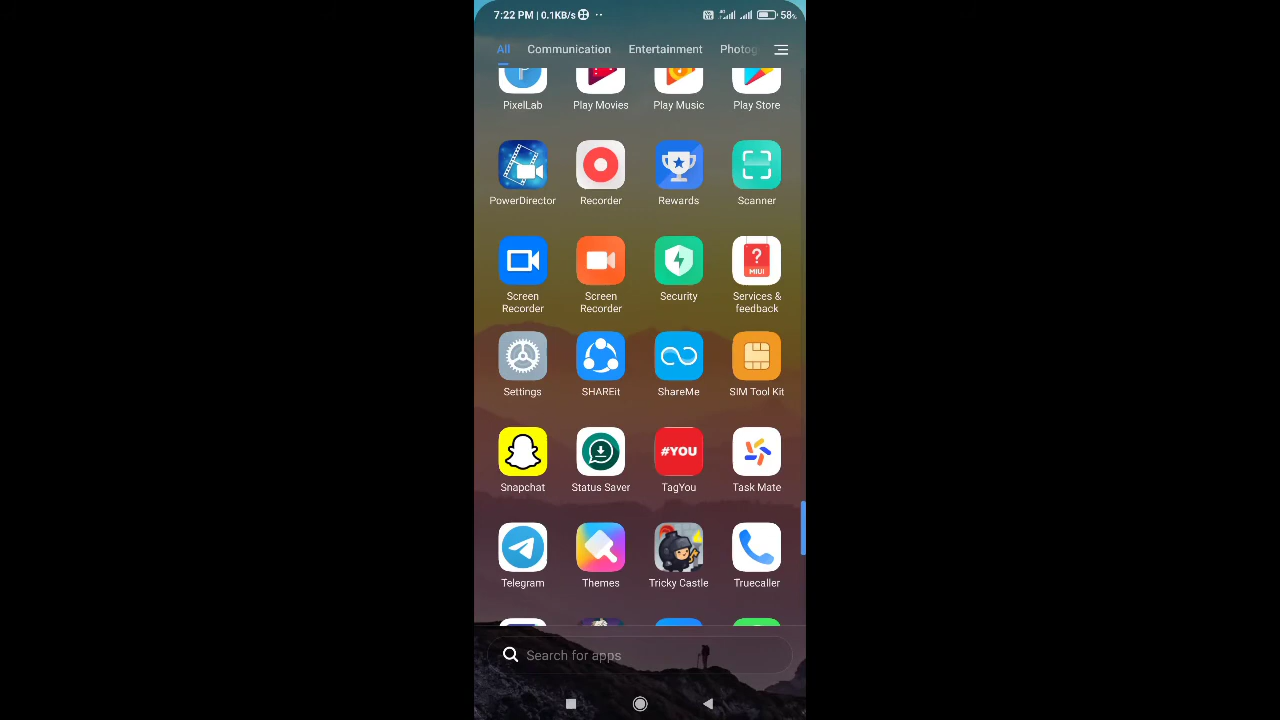 7:22 PM | 0.1KB/s 58%
All Communication Entertainment Photog
PixelLab Play Movies Play Music Play Store
PowerDirector Recorder Rewards Scanner
?
MIUI
Screen Screen Security Services &
Recorder Recorder feedback
Settings SHAREit ShareMe SIM Tool Kit
#YOU
Snapchat Status Saver TagYou Task Mate
Telegram Themes Tricky Castle Truecaller
Search for apps